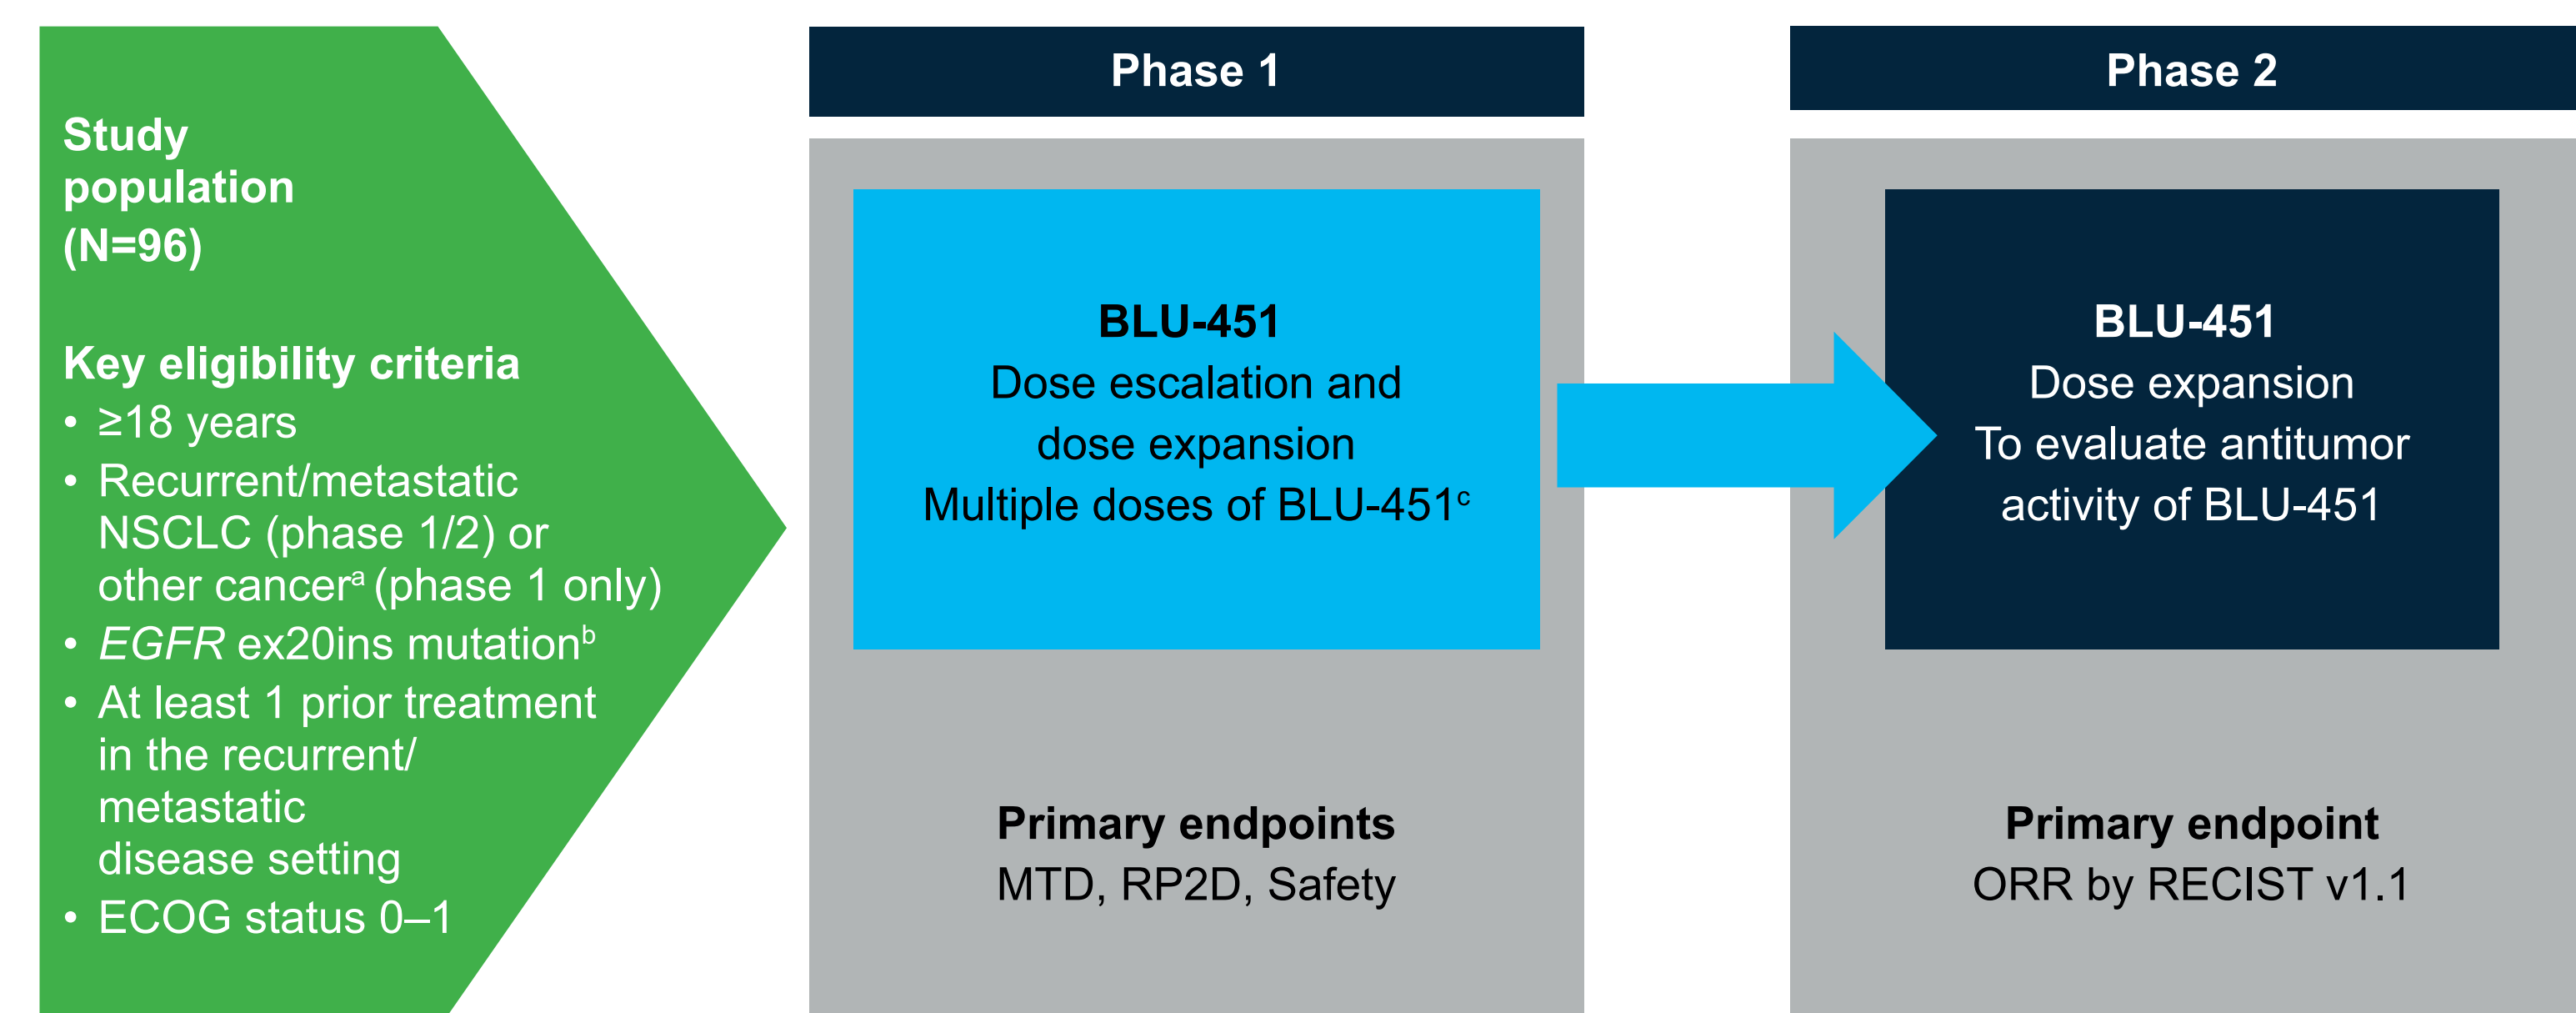 Study
population
(N=96)
Key eligibility criteria
• ≥18 years
• Recurrent/metastatic
NSCLC (phase 1/2) or
other cancerᵃ (phase 1 only)
• EGFR ex20ins mutationᵇ
• At least 1 prior treatment
in the recurrent/
metastatic
disease setting
• ECOG status 0–1
Phase 1
BLU-451
Dose escalation and
dose expansion
Multiple doses of BLU-451ᶜ
Primary endpoints
MTD, RP2D, Safety
Phase 2
BLU-451
Dose expansion
To evaluate antitumor
activity of BLU-451
Primary endpoint
ORR by RECIST v1.1